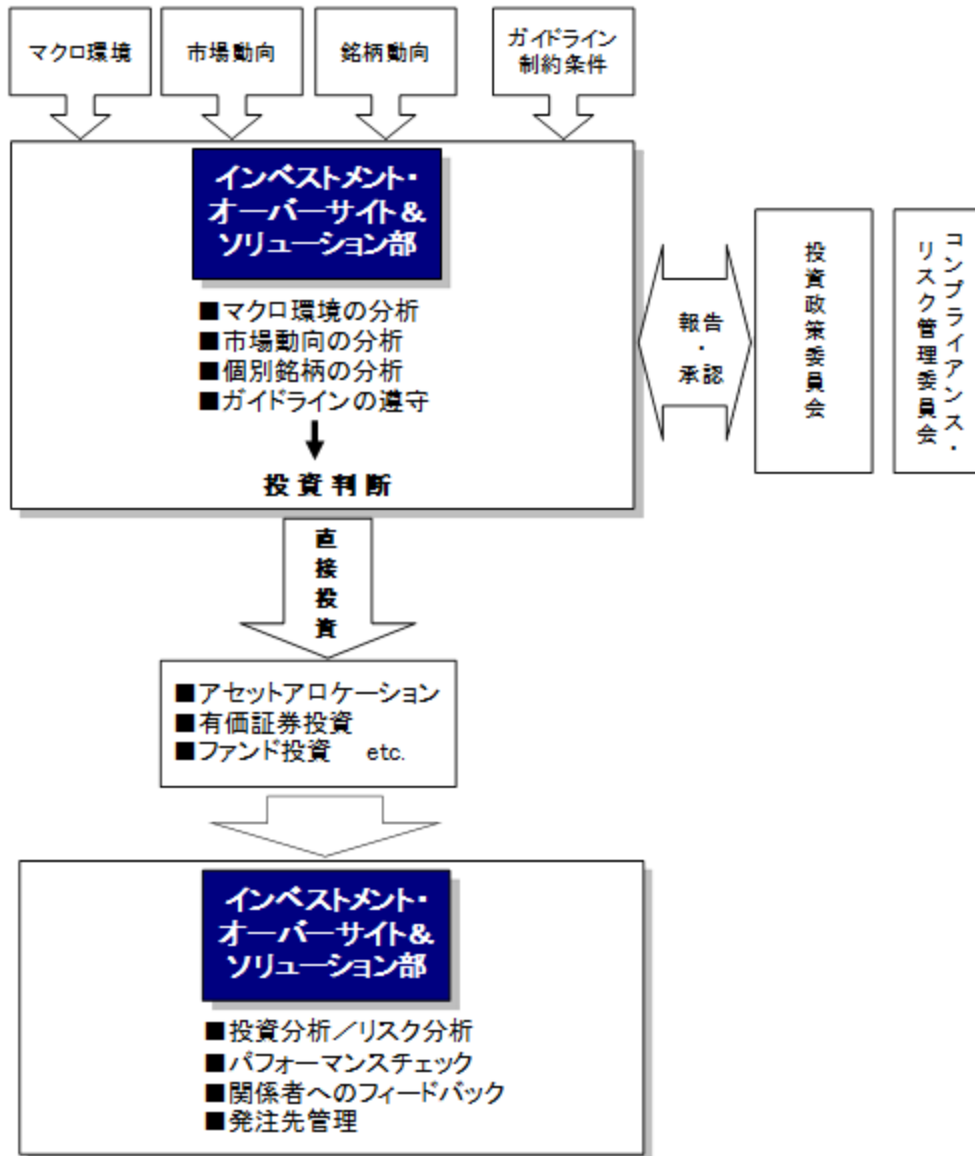 マクロ環境
市場動向
銘柄動向
ガイドライン
制約条件
インベストメント・
オーバーサイト＆
ソリューション部
■マクロ環境の分析
■市場動向の分析
■個別銘柄の分析
■ガイドラインの遵守
投資判断
報告
・
承認
投資政策委員会
コンプライアンス・
リスク管理委員会
直接投資
■アセットアロケーション
■有価証券投資
■ファンド投資　etc.
インベストメント・
オーバーサイト＆
ソリューション部
■投資分析／リスク分析
■パフォーマンスチェック
■関係者へのフィードバック
■発注先管理